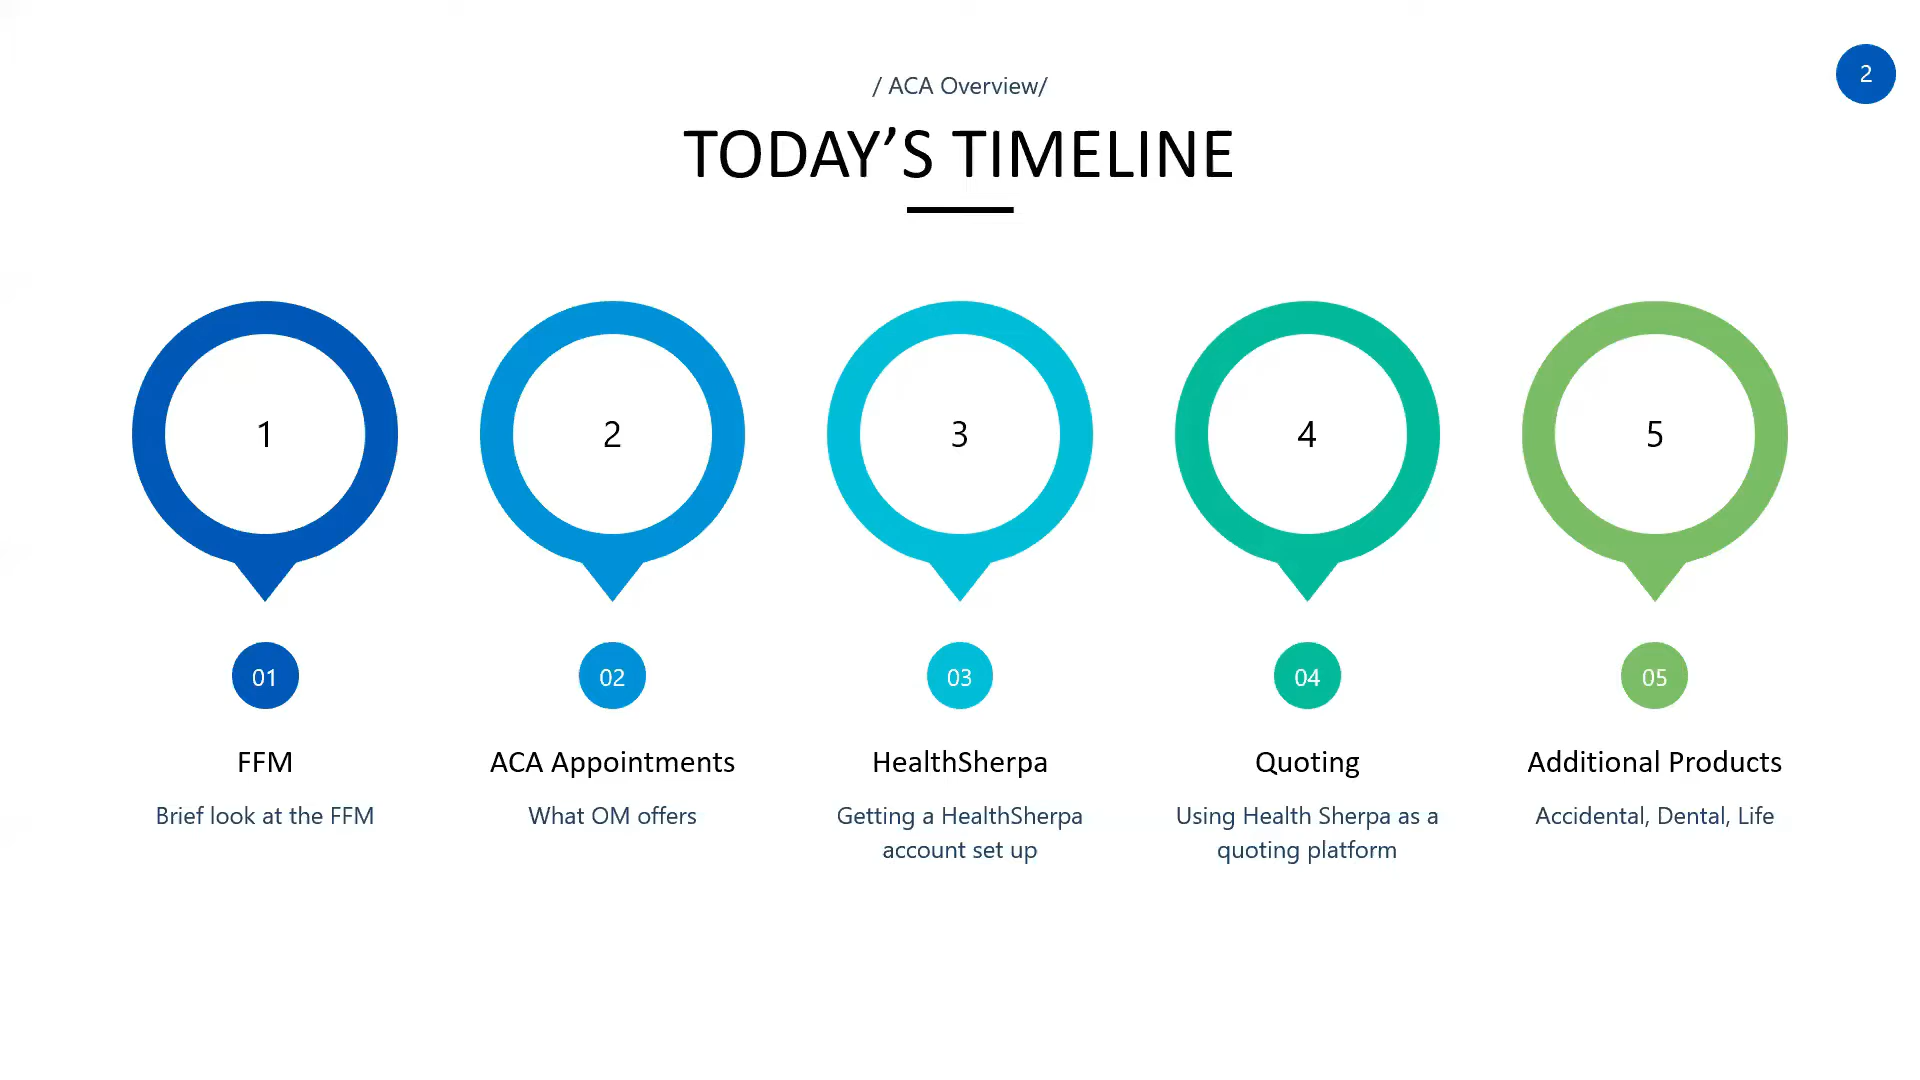 / ACA Overview/
2
TODAY’S TIMELINE
1
2
3
4
5
01
02
03
04
05
FFM
ACA Appointments
HealthSherpa
Quoting
Additional Products
Brief look at the FFM
What OM offers
Getting a HealthSherpa
account set up
Using Health Sherpa as a
quoting platform
Accidental, Dental, Life